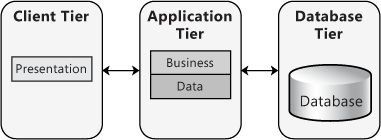 Client Tier
Presentation
Application
Tier
Business
Data
Database
Tier
Database